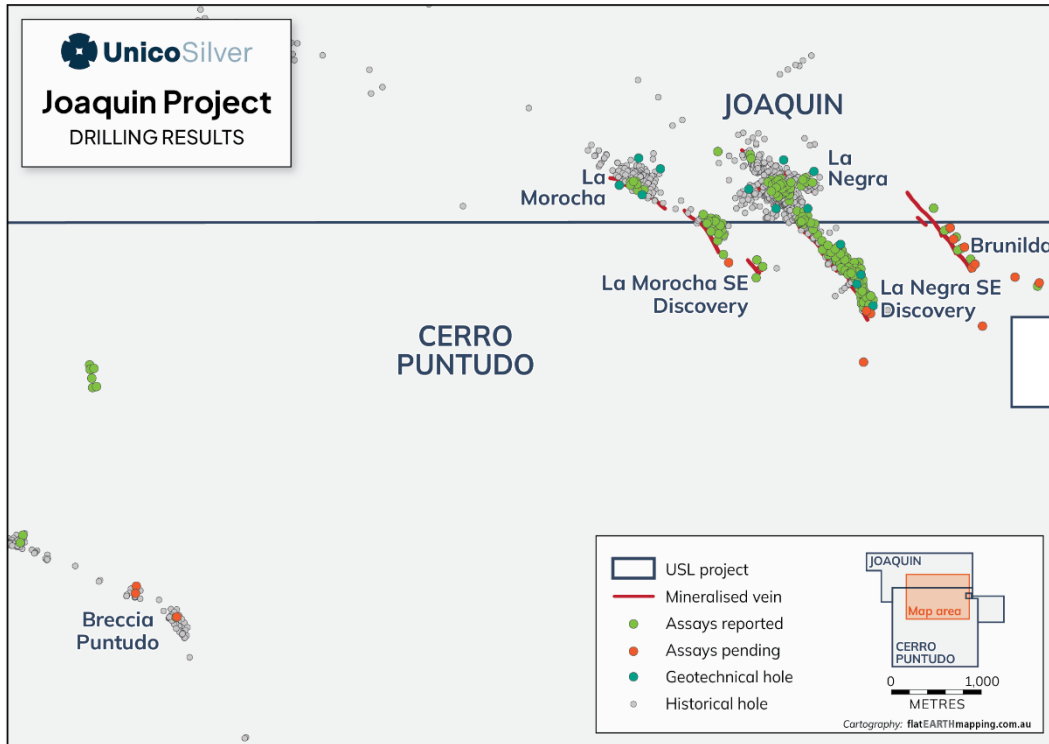 UnicoSilver
Joaquin Project
DRILLING RESULTS
JOAQUIN
La
Morocha
La
Negra
Brunilda
La Morocha SE
Discovery
La Negra SE
Discovery
CERRO
PUNTUDO
Breccia
Puntudo
USL project
Mineralised vein
Assays reported
Assays pending
Geotechnical hole
Historical hole
JOAQUIN
Map area
CERRO
PUNTUDO
0 1,000
METRES
Cartography: flatEARTHmapping.com.au